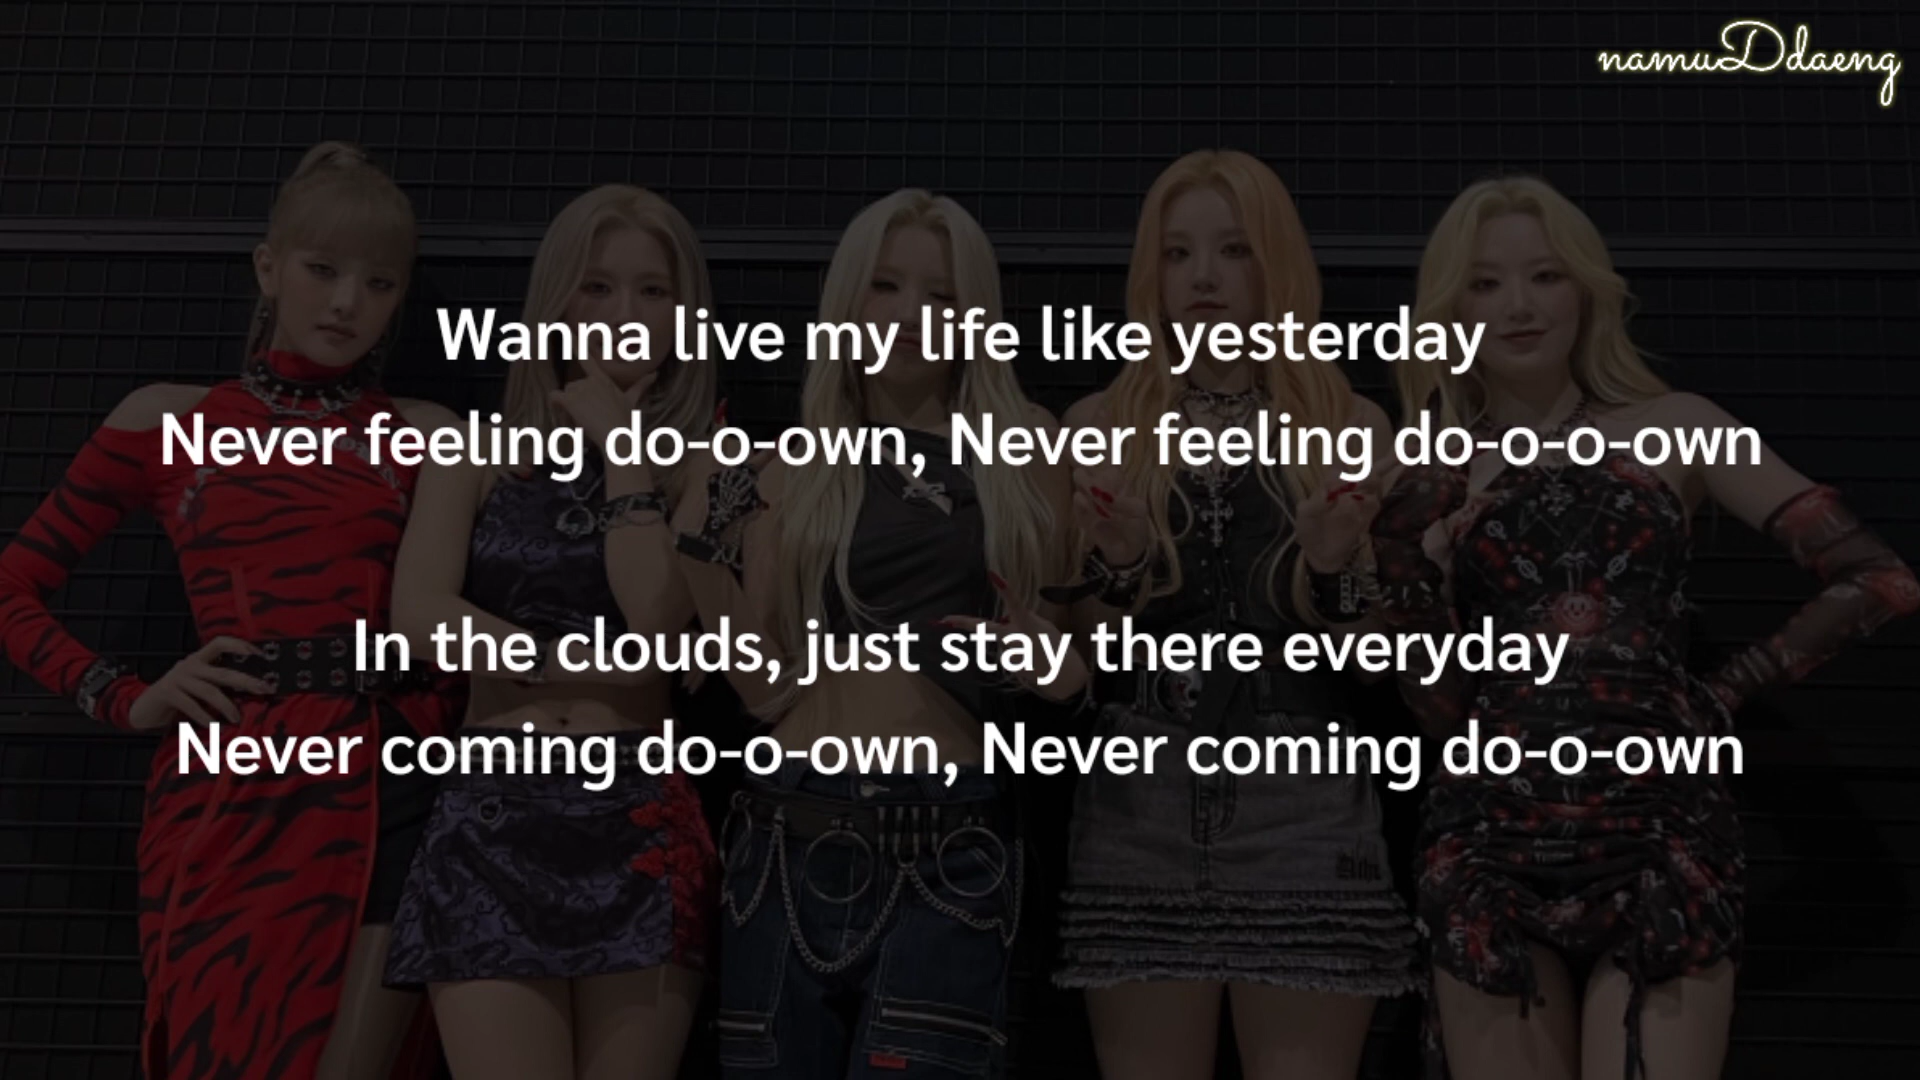 namuDdaeng
Wanna live my life like yesterday
Never feeling do-o-own, Never feeling do-o-o-own
In the clouds, just stay there everyday
Never coming do-o-own, Never coming do-o-own